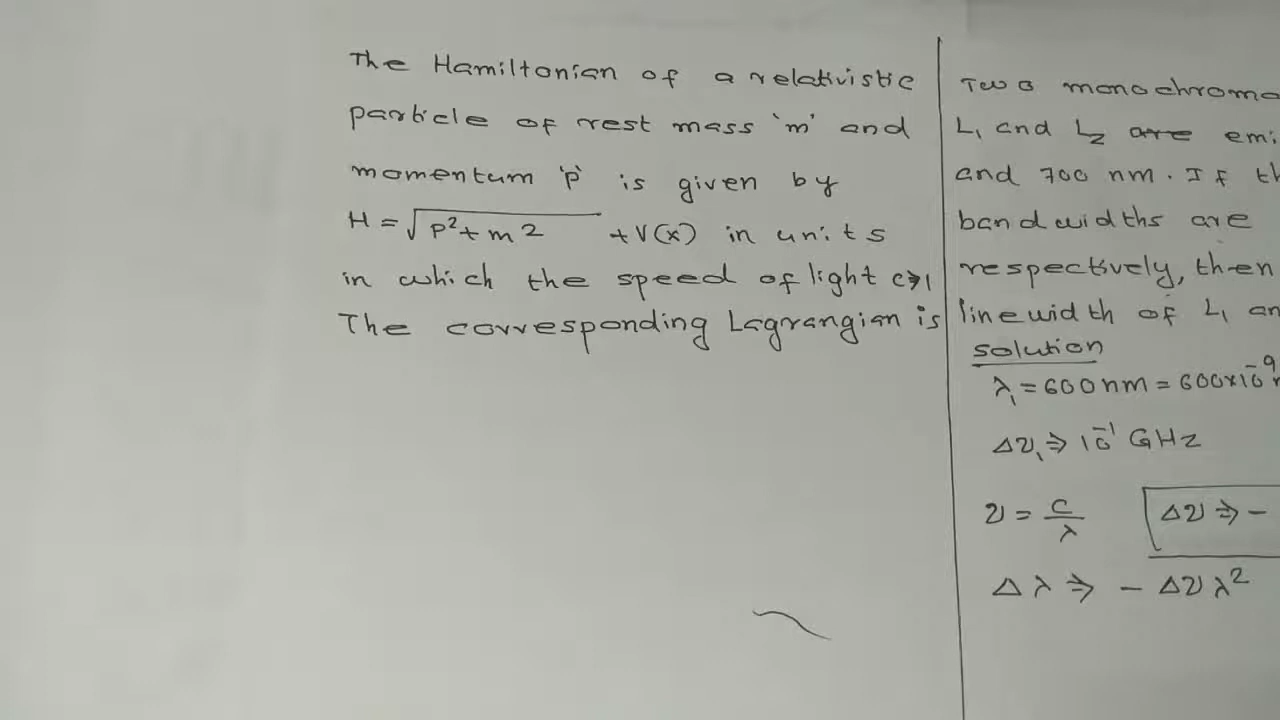 The Hamiltonian of a relativistic
particle of rest mass 'm' and
momentum 'p' is given by
H = √p²+m² + V(x) in units
in which the speed of light c⇒1
The corresponding Lagrangian is
Two monochroma
L₁ and L₂ are emi
and 700 nm. If th
bandwidths are
respectively, then
linewidth of L₁ an
solution
λ₁ = 600 nm = 600×10⁻⁹
Δν₁ ⇒ 10⁻¹ GHz
ν = c/λ Δν ⇒ -
Δλ ⇒ - Δνλ²